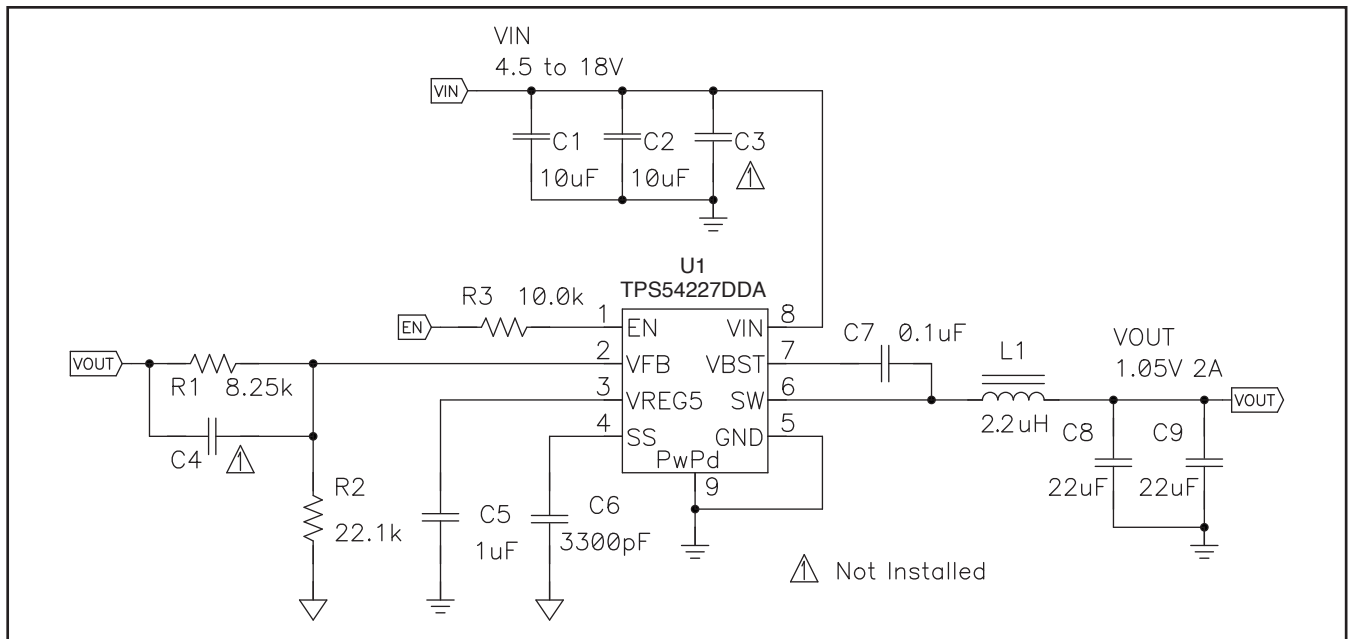 VIN
4.5 to 18V
VIN
C1
10uF
C2
10uF
C3
1
U1
TPS54227DDA
R3 10.0k
EN
1 EN
2 VFB
3 VREG5
4 SS
VIN 8
VBST 7
SW 6
GND 5
PwPd
9
VOUT
R1 8.25k
C4 1
R2
22.1k
C5
1uF
C6
3300pF
C7 0.1uF
L1
2.2uH
VOUT
1.05V 2A
VOUT
C8
22uF
C9
22uF
1 Not Installed